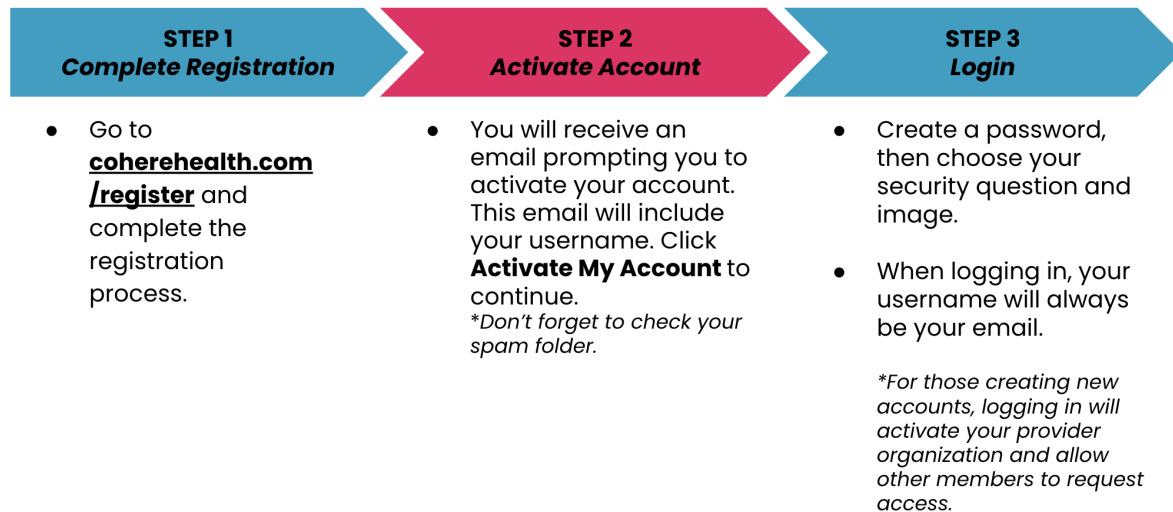 STEP 1
Complete Registration
● Go to
coherehealth.com
/register and
complete the
registration
process.
STEP 2
Activate Account
● You will receive an
email prompting you to
activate your account.
This email will include
your username. Click
Activate My Account to
continue.
*Don’t forget to check your
spam folder.
STEP 3
Login
● Create a password,
then choose your
security question and
image.
● When logging in, your
username will always
be your email.
*For those creating new
accounts, logging in will
activate your provider
organization and allow
other members to request
access.